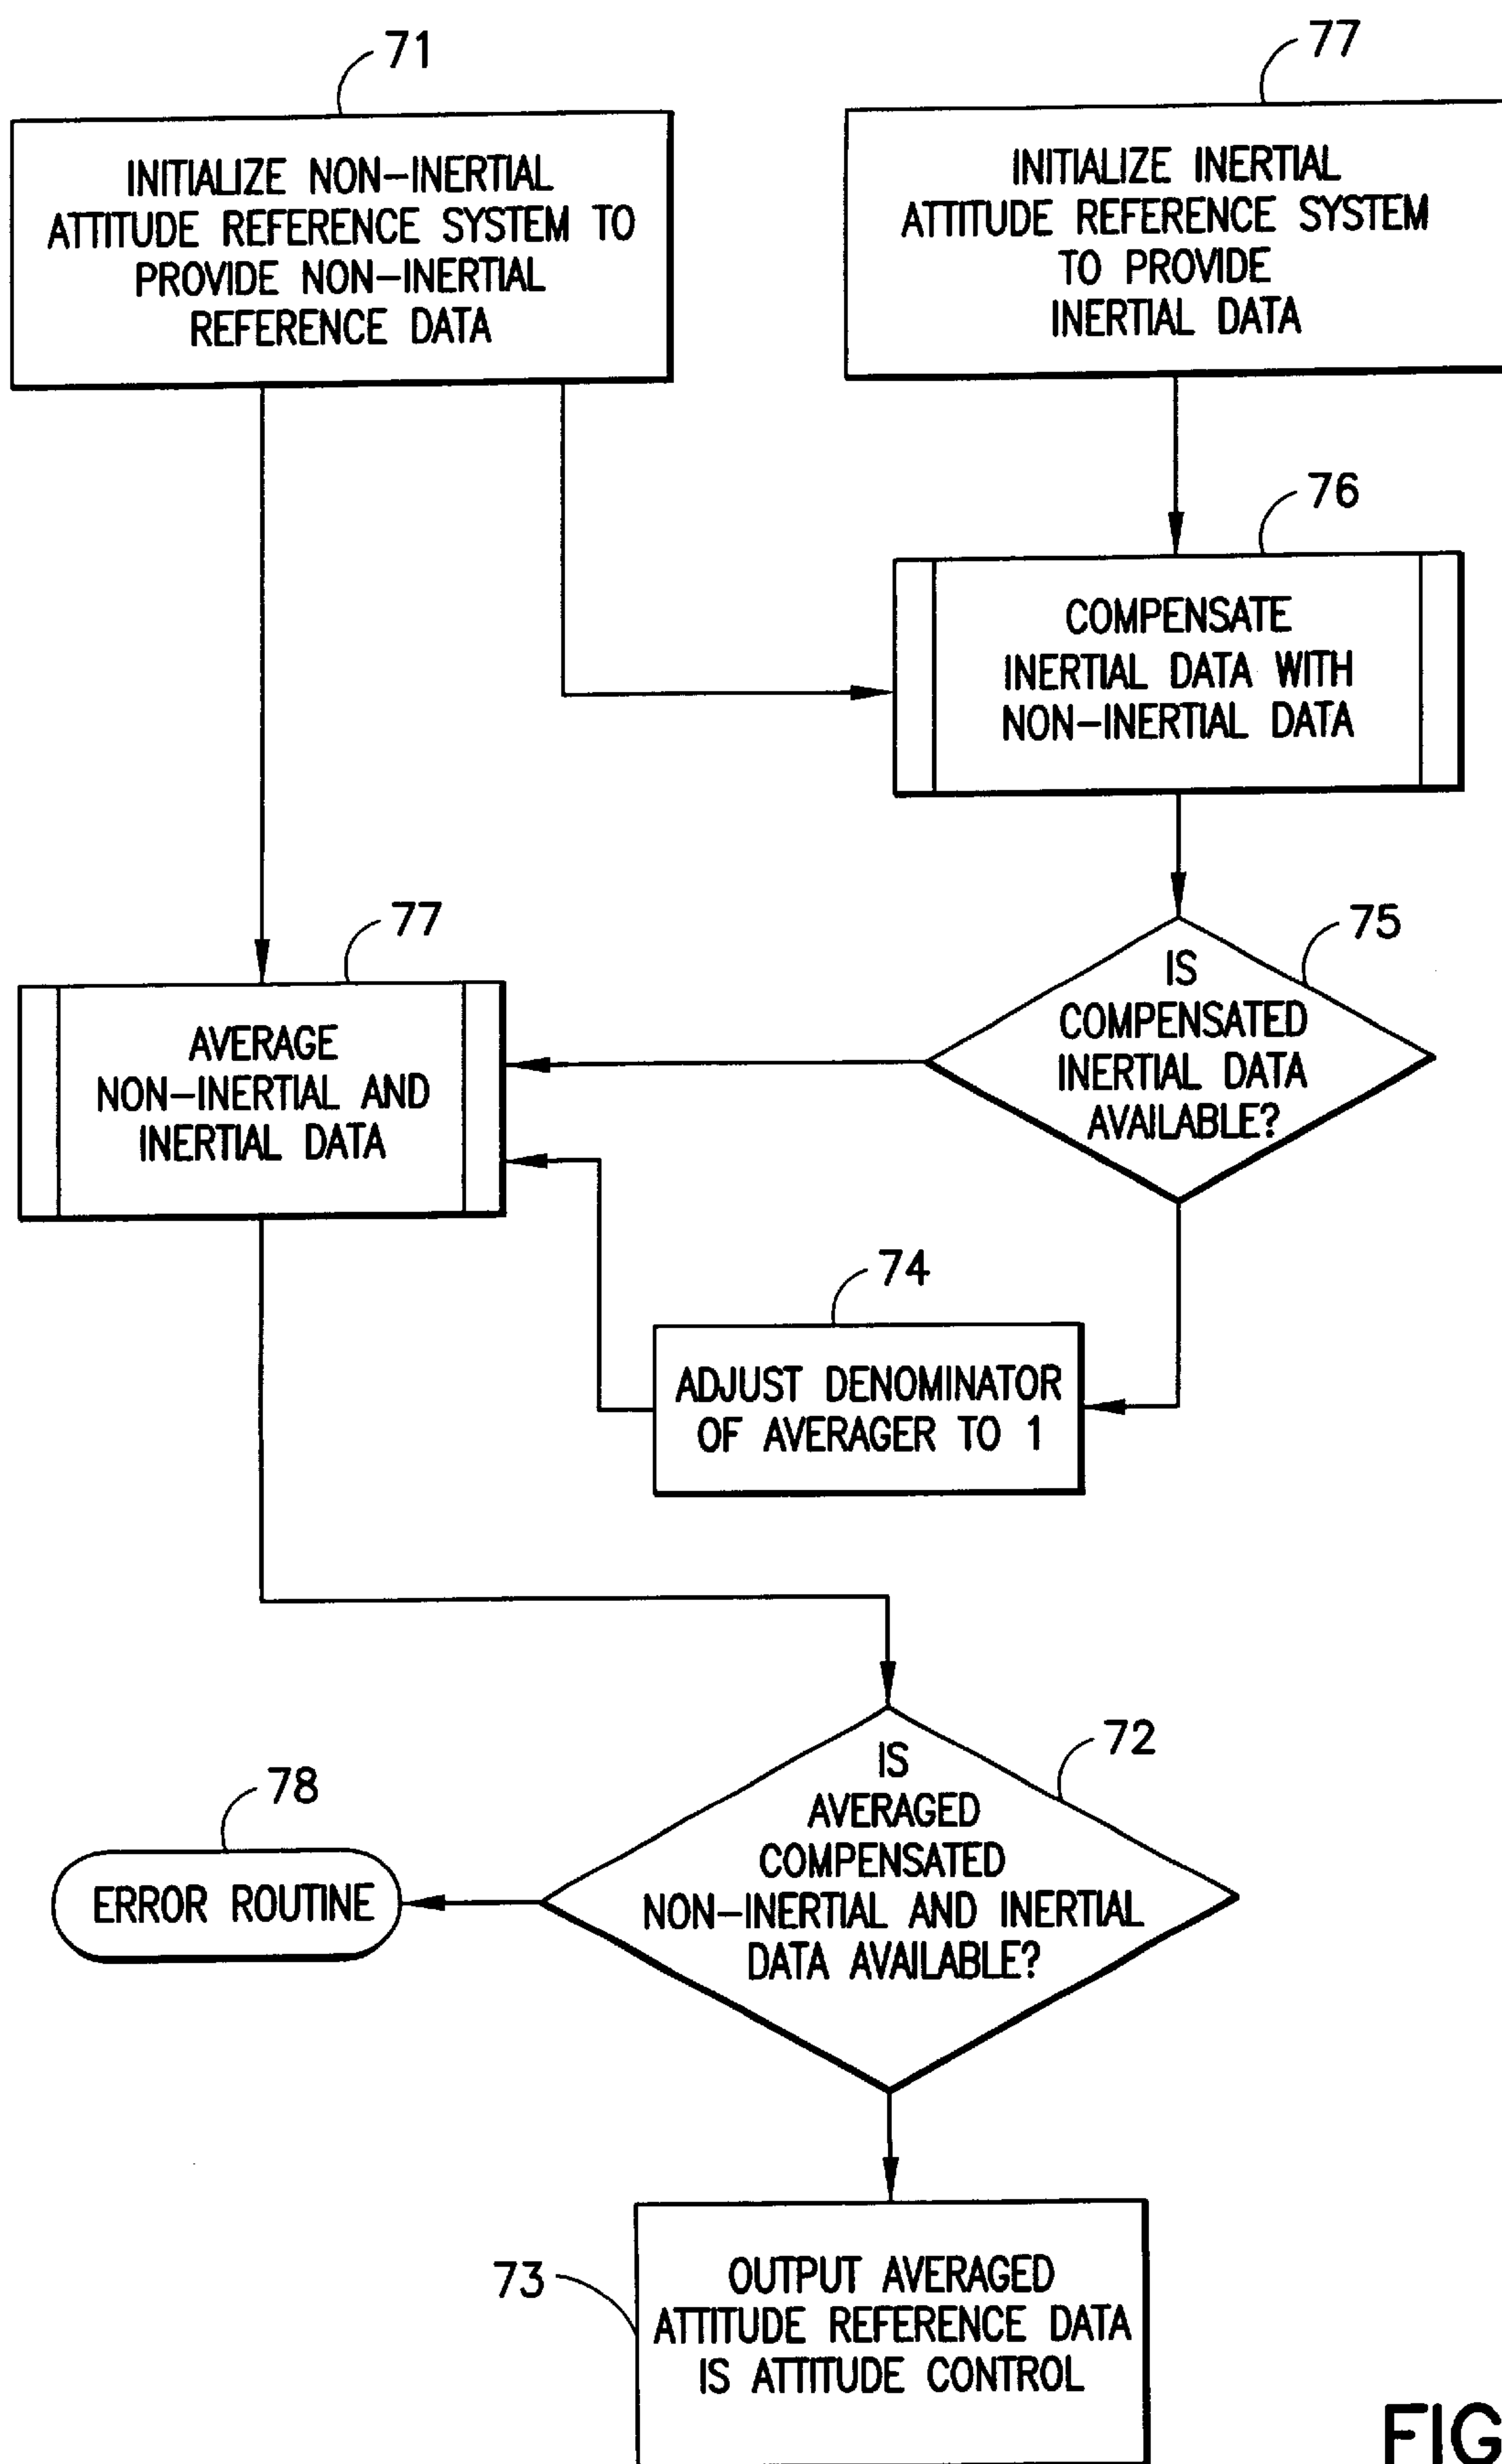 71
INITIALIZE NON-INERTIAL
ATTITUDE REFERENCE SYSTEM TO
PROVIDE NON-INERTIAL
REFERENCE DATA
77
INITIALIZE INERTIAL
ATTITUDE REFERENCE SYSTEM
TO PROVIDE
INERTIAL DATA
76
COMPENSATE
INERTIAL DATA WITH
NON-INERTIAL DATA
77
AVERAGE
NON-INERTIAL AND
INERTIAL DATA
75
IS
COMPENSATED
INERTIAL DATA
AVAILABLE?
74
ADJUST DENOMINATOR
OF AVERAGER TO 1
72
IS
AVERAGED
COMPENSATED
NON-INERTIAL AND INERTIAL
DATA AVAILABLE?
78
ERROR ROUTINE
73
OUTPUT AVERAGED
ATTITUDE REFERENCE DATA
IS ATTITUDE CONTROL
FIG